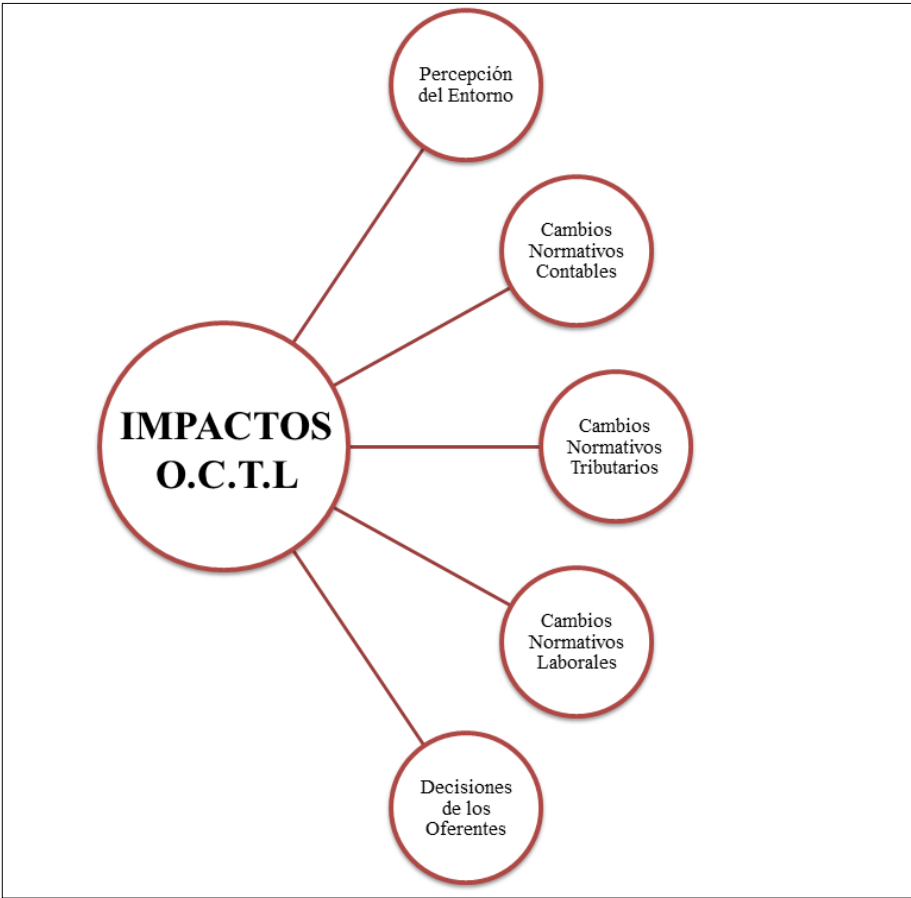 Percepción
del Entorno
Cambios
Normativos
Contables
IMPACTOS
O.C.T.L
Cambios
Normativos
Tributarios
Cambios
Normativos
Laborales
Decisiones
de los
Oferentes